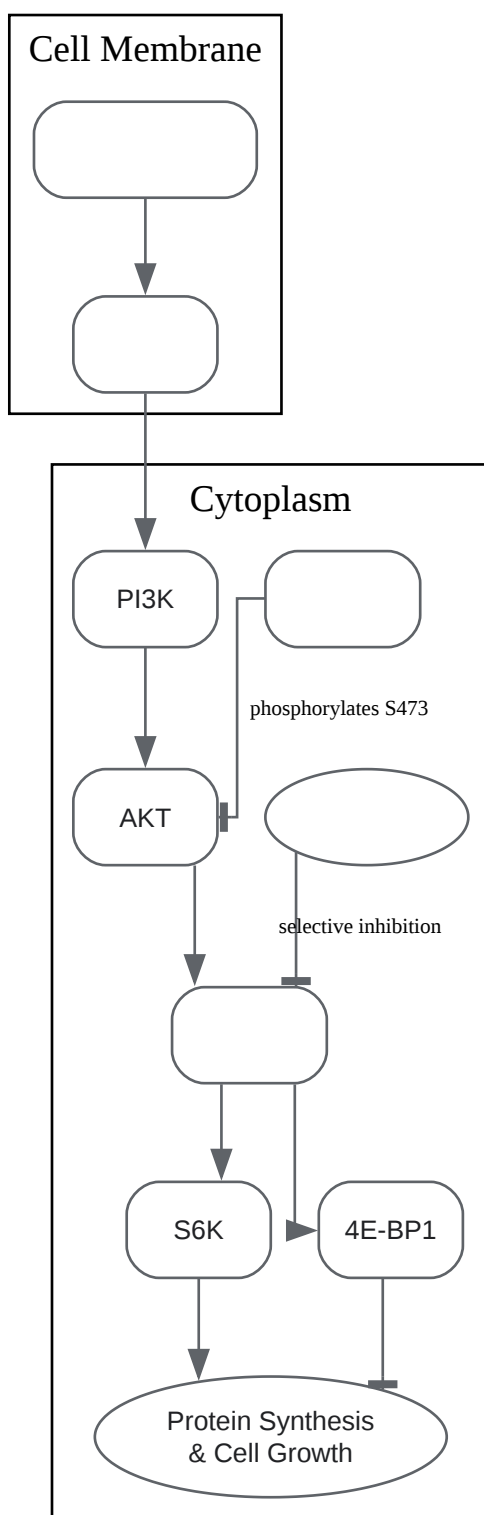 Cell Membrane
Cytoplasm
PI3K
phosphorylates S473
AKT
selective inhibition
S6K
4E-BP1
Protein Synthesis
& Cell Growth